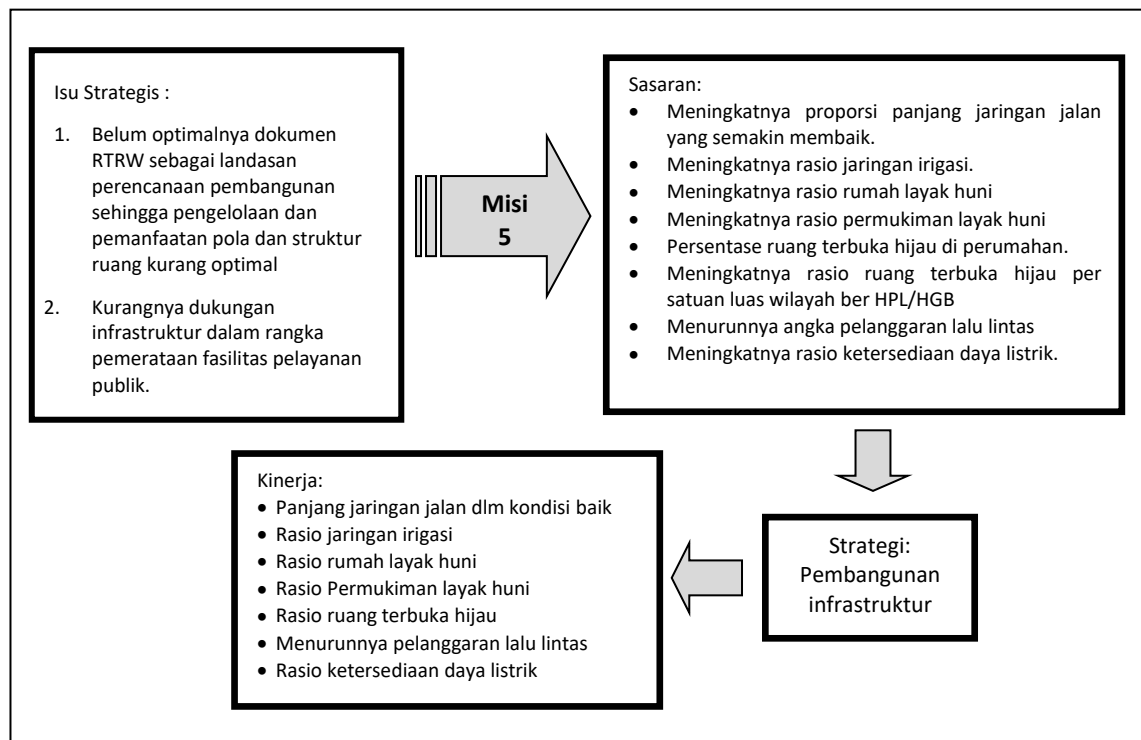 Isu Strategis :
1. Belum optimalnya dokumen
RTRW sebagai landasan
perencanaan pembangunan
sehingga pengelolaan dan
pemanfaatan pola dan struktur
ruang kurang optimal
2. Kurangnya dukungan
infrastruktur dalam rangka
pemerataan fasilitas pelayanan
publik.
Misi
5
Sasaran:
• Meningkatnya proporsi panjang jaringan jalan
yang semakin membaik.
• Meningkatnya rasio jaringan irigasi.
• Meningkatnya rasio rumah layak huni
• Meningkatnya rasio permukiman layak huni
• Persentase ruang terbuka hijau di perumahan.
• Meningkatnya rasio ruang terbuka hijau per
satuan luas wilayah ber HPL/HGB
• Menurunnya angka pelanggaran lalu lintas
• Meningkatnya rasio ketersediaan daya listrik.
Strategi:
Pembangunan
infrastruktur
Kinerja:
• Panjang jaringan jalan dlm kondisi baik
• Rasio jaringan irigasi
• Rasio rumah layak huni
• Rasio Permukiman layak huni
• Rasio ruang terbuka hijau
• Menurunnya pelanggaran lalu lintas
• Rasio ketersediaan daya listrik